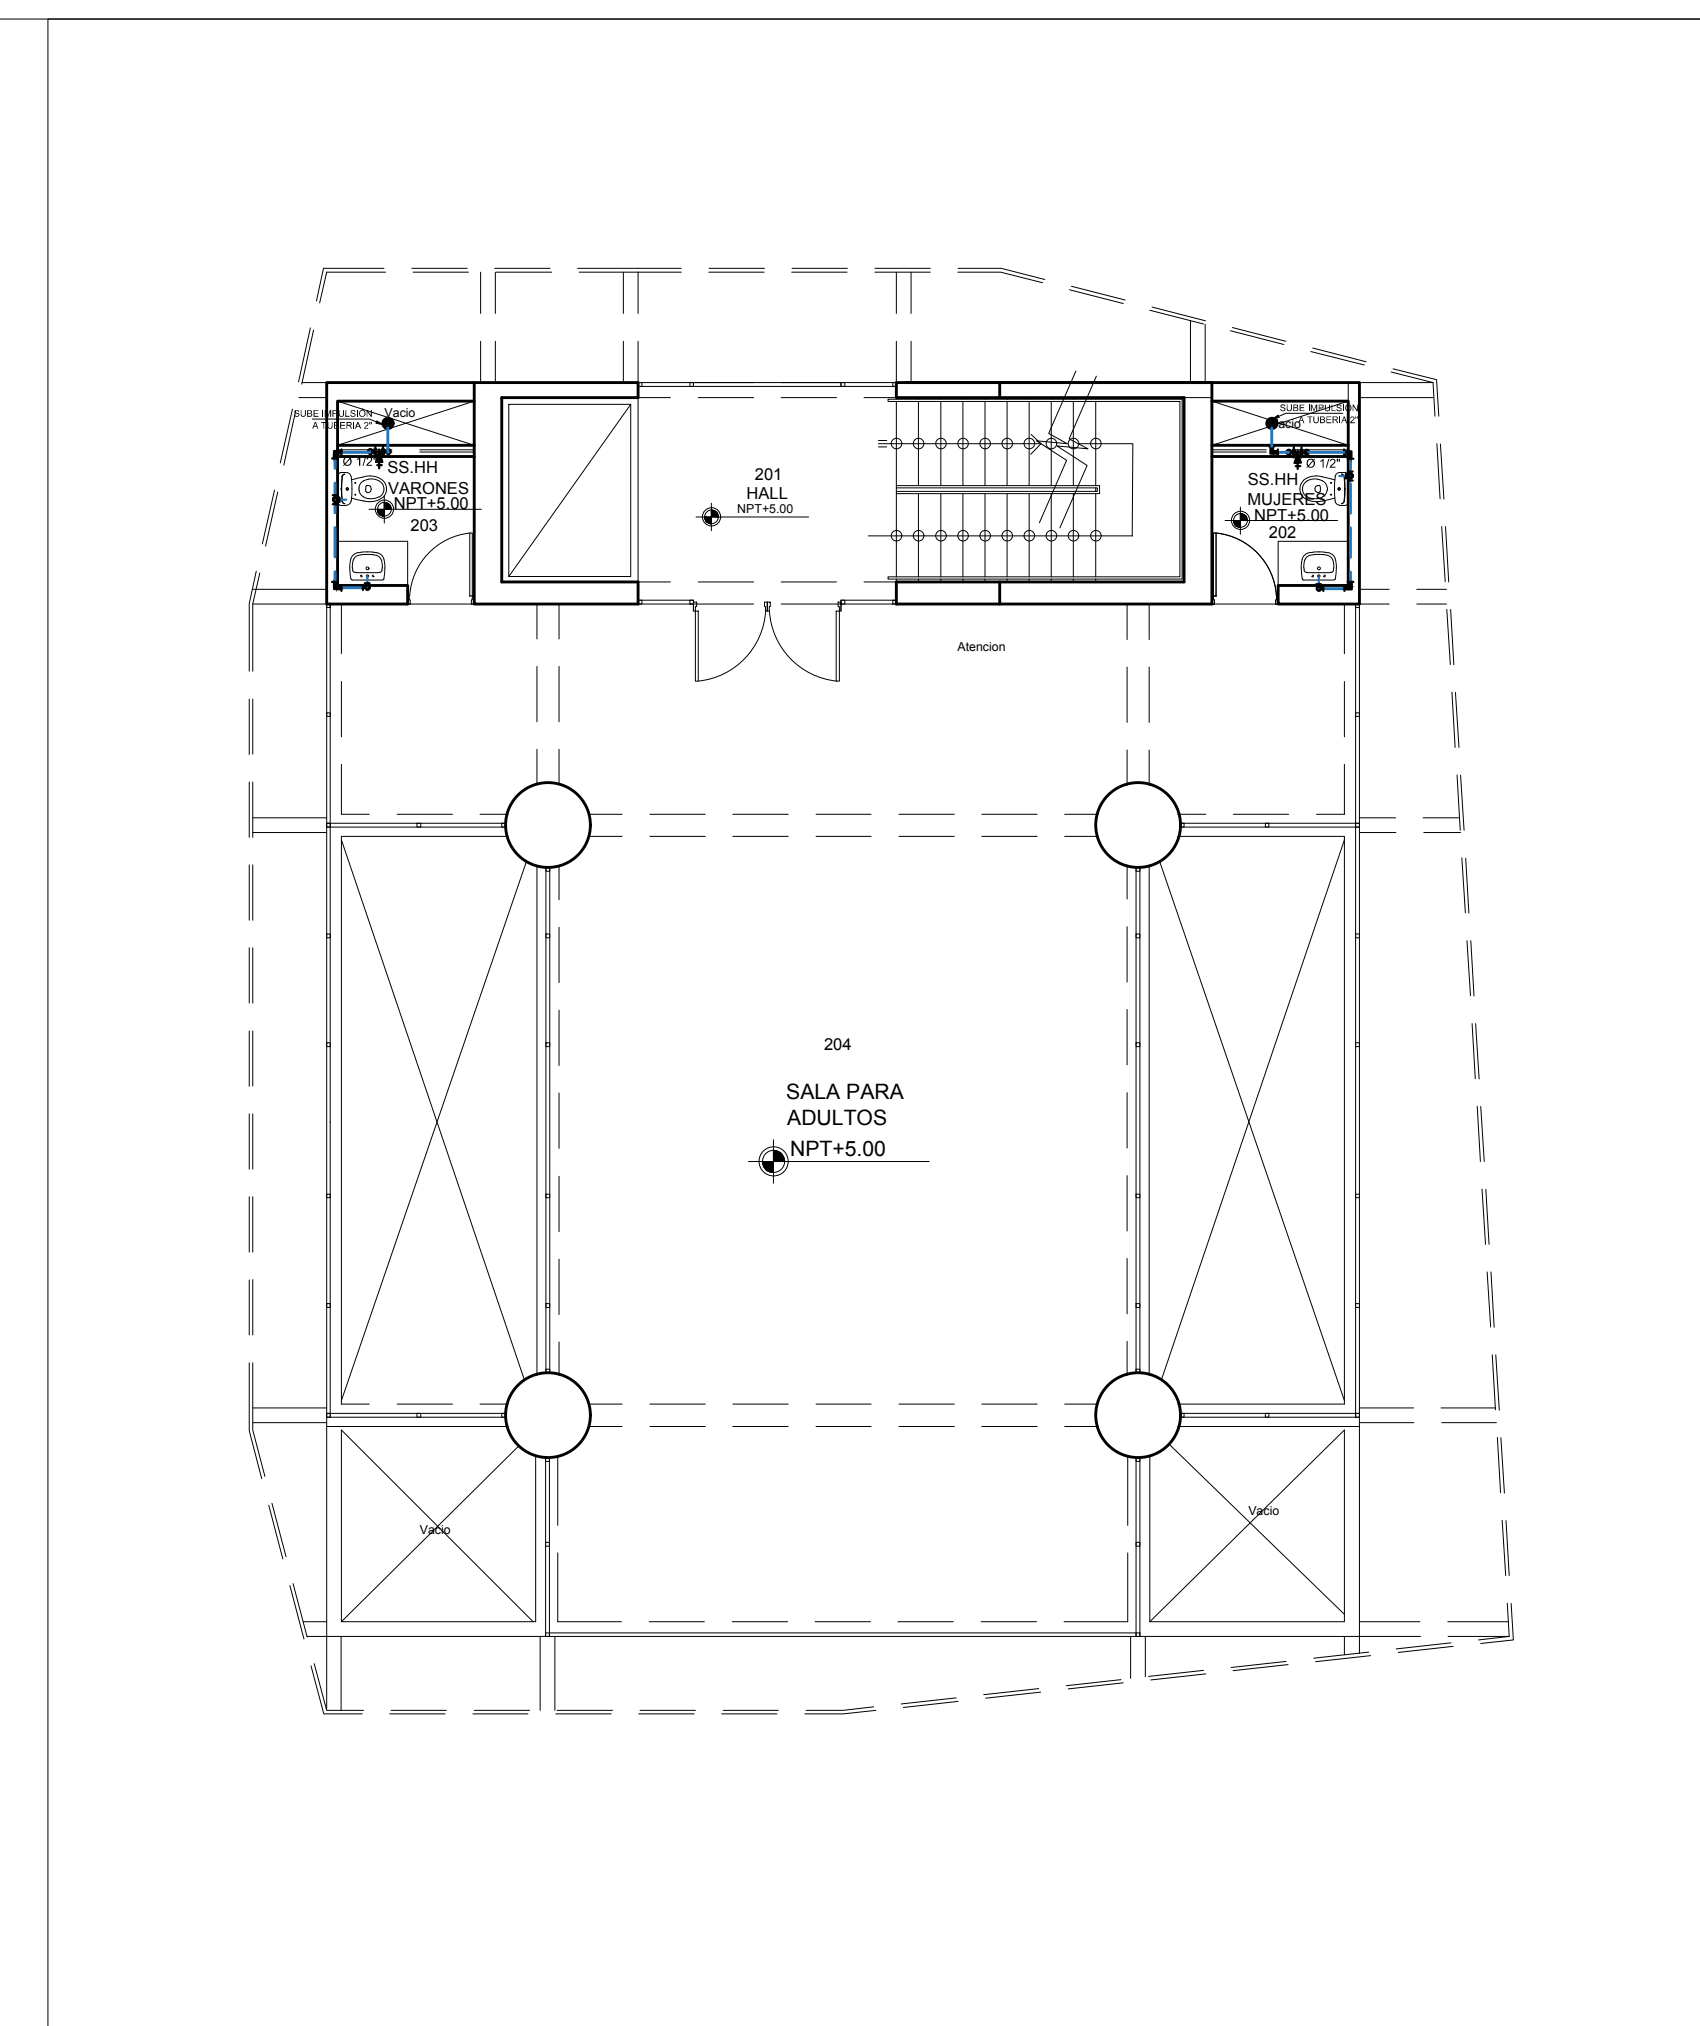 SUBE IMPULSION
A TUBERIA 2"
Vacio
Ø 1/2"
SS.HH
VARONES
NPT+5.00
203
201
HALL
NPT+5.00
SUBE IMPULSION
A TUBERIA 2"
Ø 1/2"
SS.HH
MUJERES
NPT+5.00
202
Atencion
204
SALA PARA
ADULTOS
NPT+5.00
Vacio
Vacio